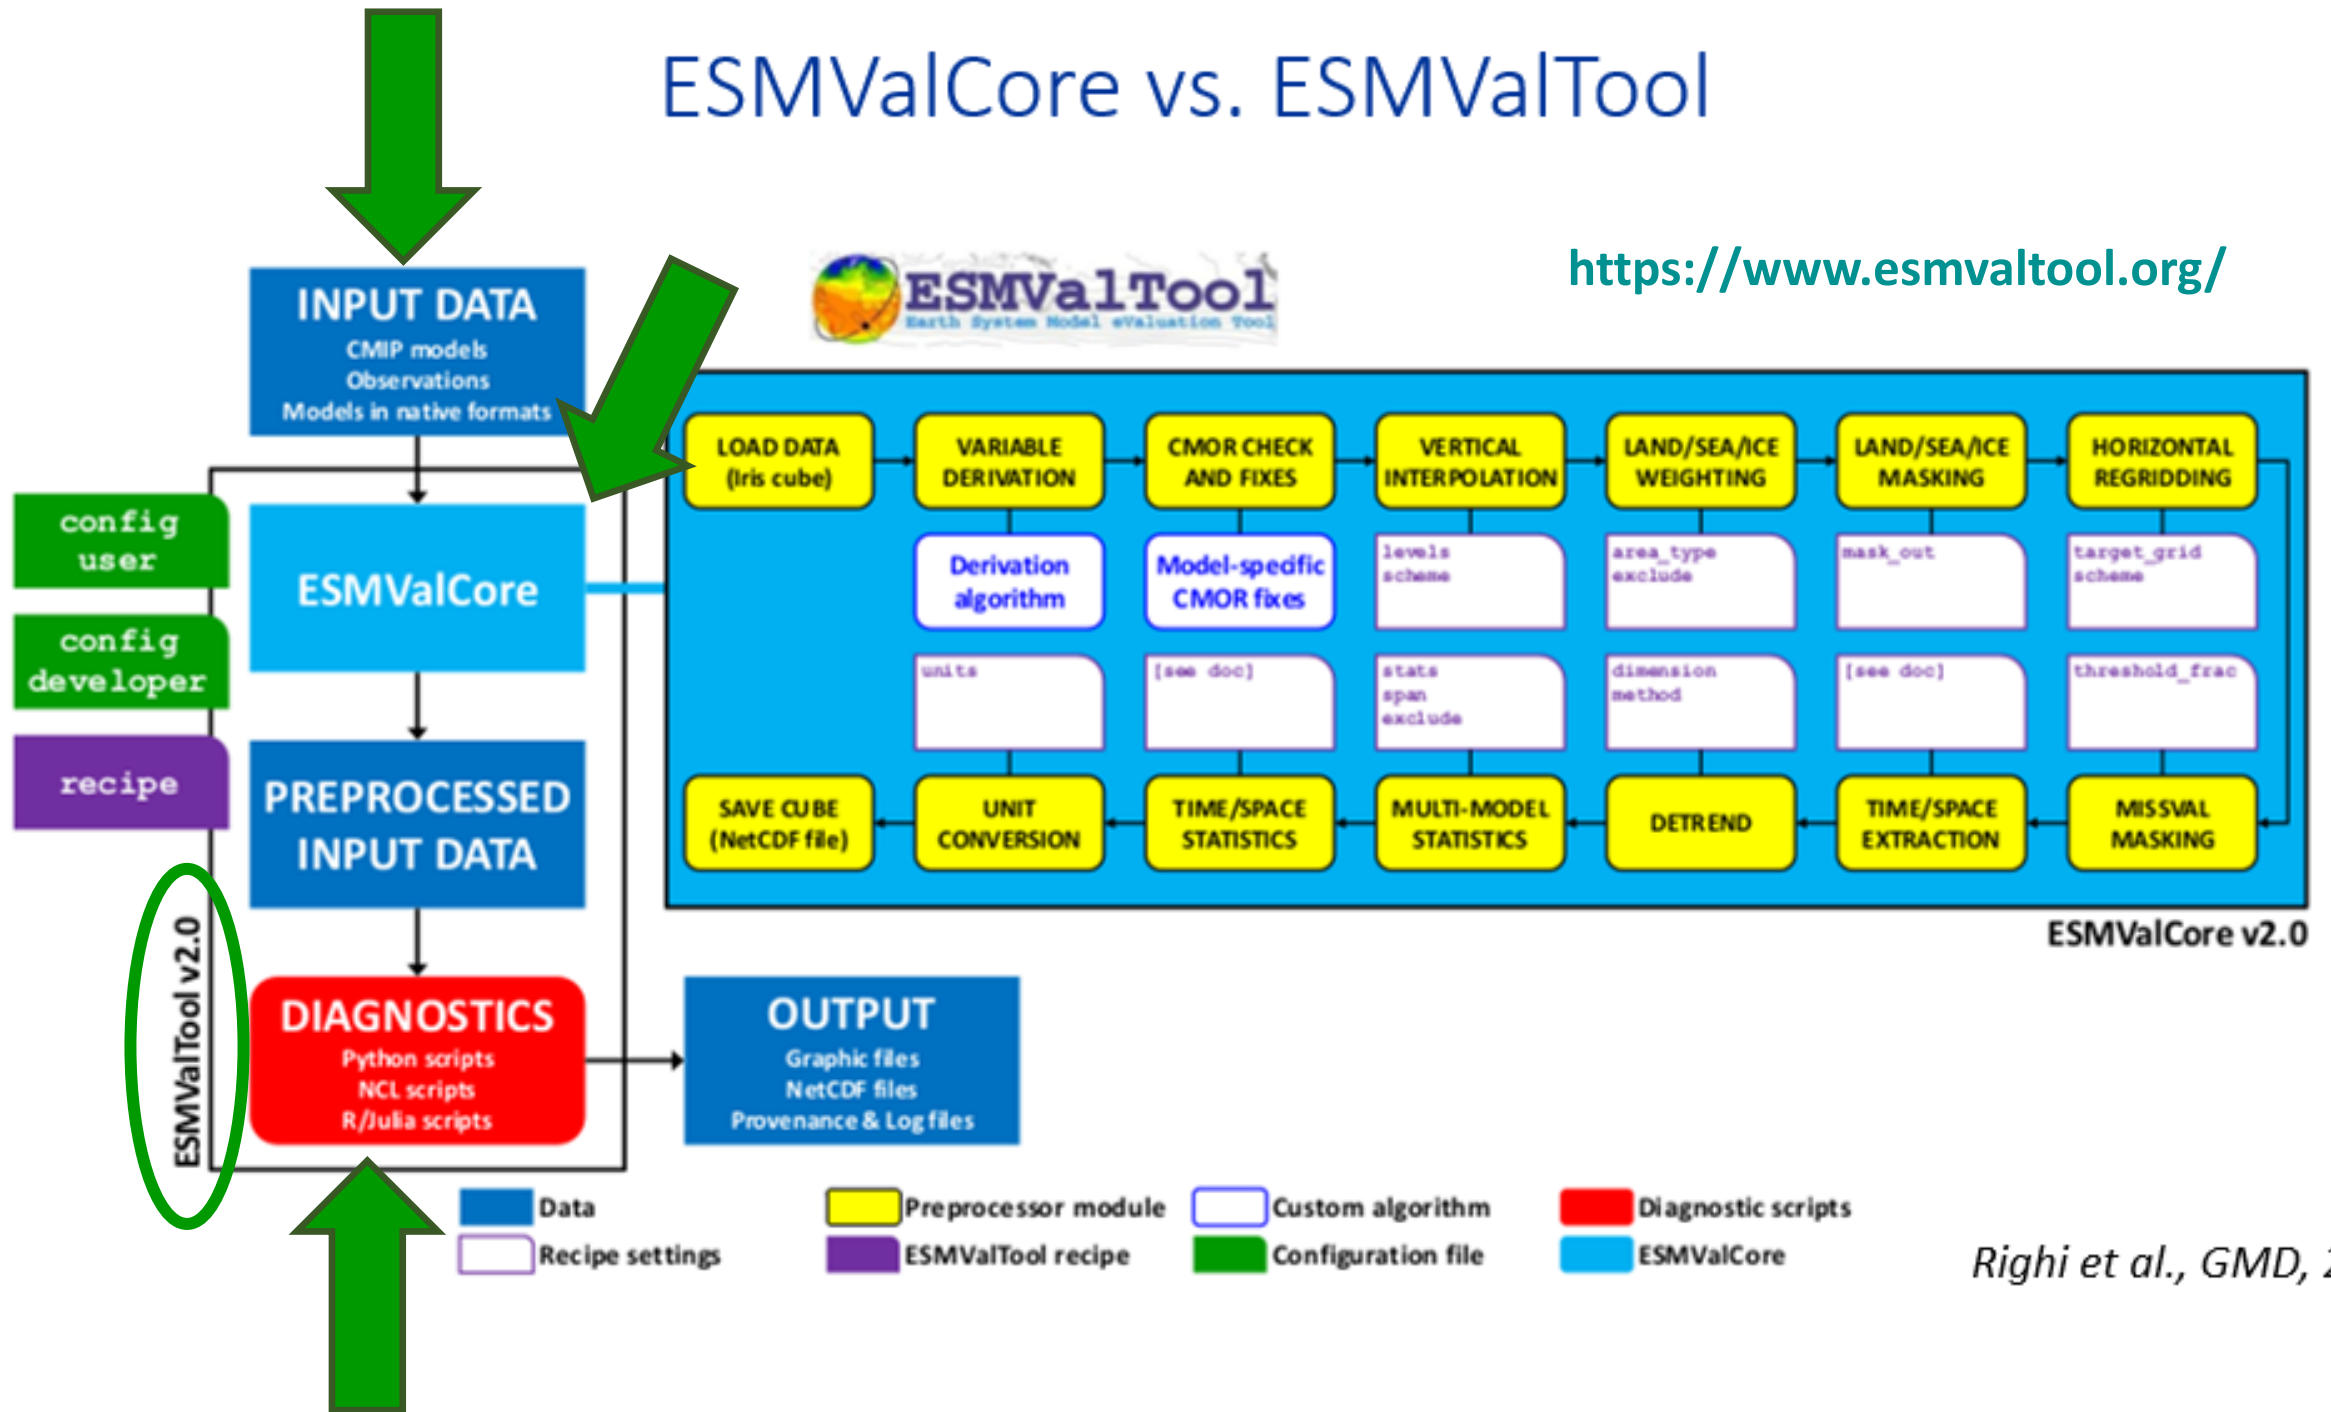 ESMValCore vs. ESMValTool
https://www.esmvaltool.org/
ESMValTool
Earth System Model eValuation Tool
INPUT DATA
CMIP models
Observations
Models in native formats
config
user
config
developer
recipe
ESMValCore
PREPROCESSED
INPUT DATA
ESMValTool v2.0
DIAGNOSTICS
Python scripts
NCL scripts
R/Julia scripts
OUTPUT
Graphic files
NetCDF files
Provenance & Log files
LOAD DATA
(Iris cube)
VARIABLE
DERIVATION
CMOR CHECK
AND FIXES
VERTICAL
INTERPOLATION
LAND/SEA/ICE
WEIGHTING
LAND/SEA/ICE
MASKING
HORIZONTAL
REGRIDDING
Derivation
algorithm
Model-specific
CMOR fixes
levels
scheme
area_type
exclude
mask_out
target_grid
scheme
units
[see doc]
stats
span
exclude
dimension
method
[see doc]
threshold_frac
SAVE CUBE
(NetCDF file)
UNIT
CONVERSION
TIME/SPACE
STATISTICS
MULTI-MODEL
STATISTICS
DETREND
TIME/SPACE
EXTRACTION
MISSVAL
MASKING
ESMValCore v2.0
Data
Preprocessor module
Custom algorithm
Diagnostic scripts
Recipe settings
ESMValTool recipe
Configuration file
ESMValCore
Righi et al., GMD,